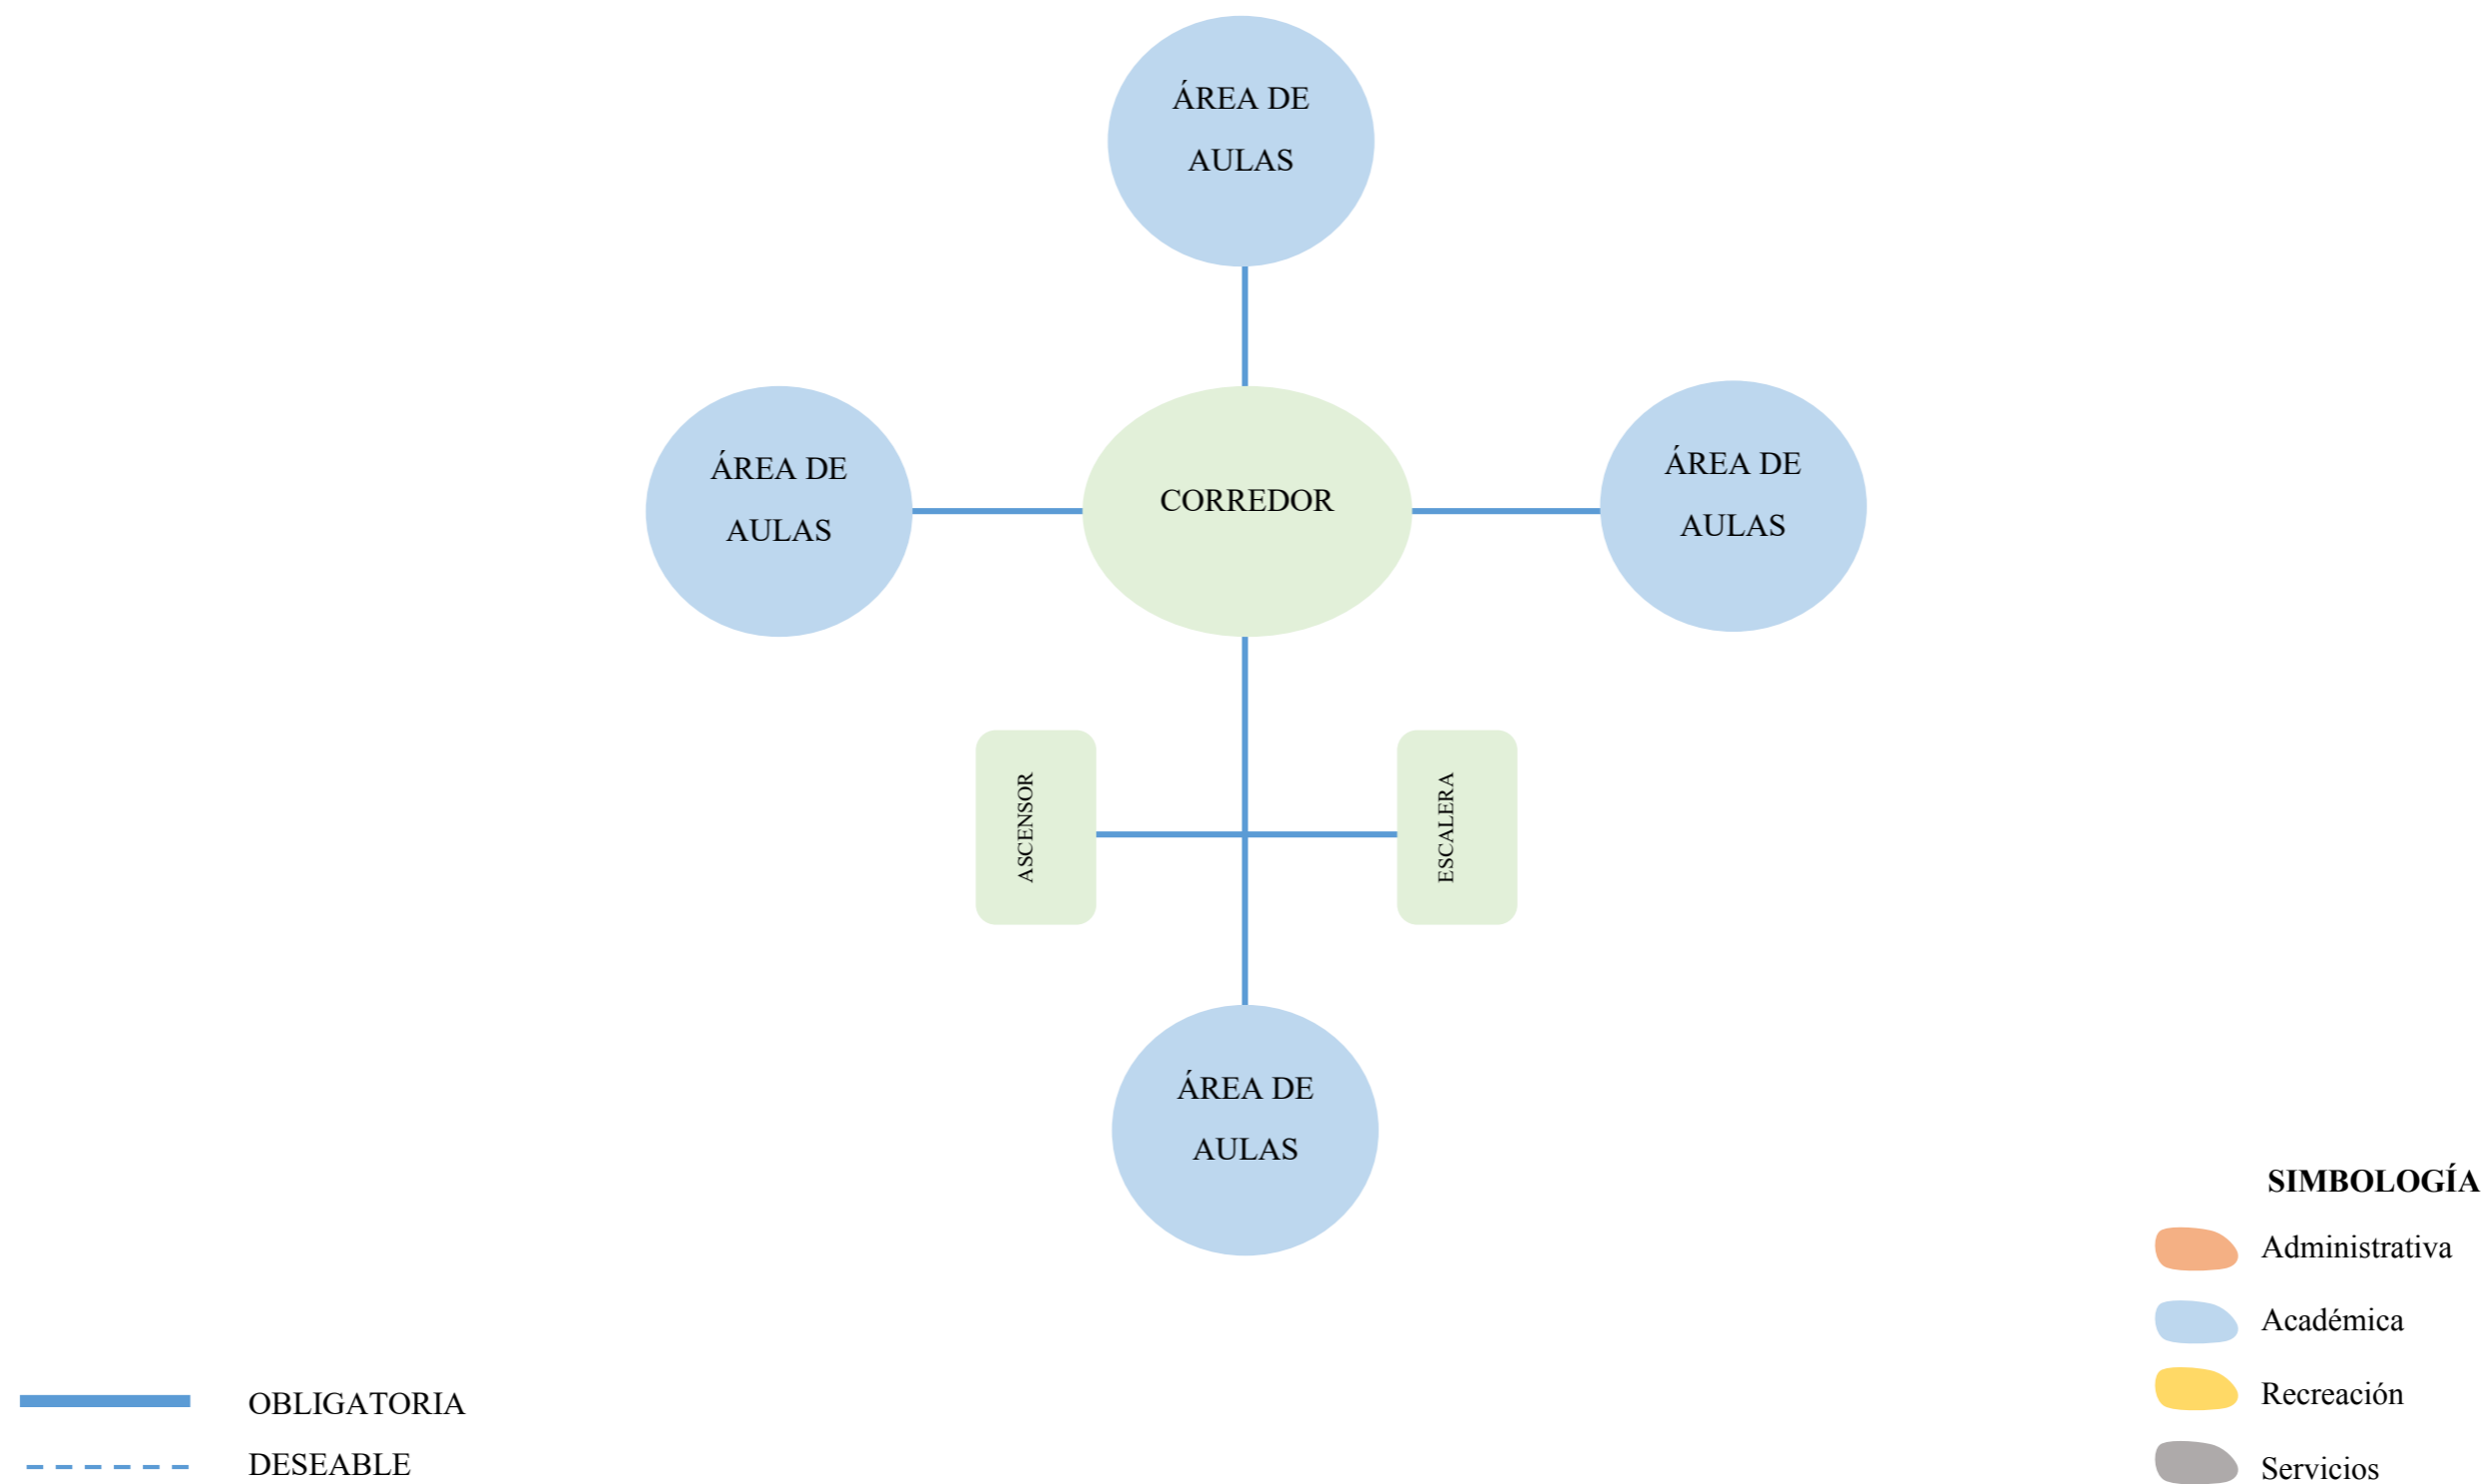 ÁREA DE
AULAS
ÁREA DE
AULAS
CORREDOR
ÁREA DE
AULAS
ASCENSOR
ESCALERA
ÁREA DE
AULAS
SIMBOLOGÍA
Administrativa
Académica
Recreación
Servicios
OBLIGATORIA
DESEABLE